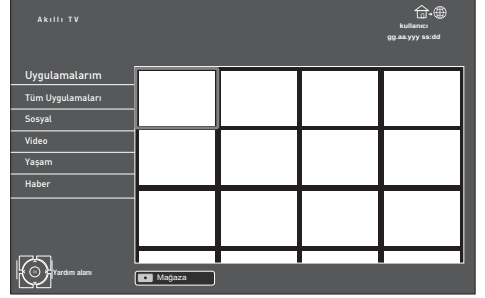 Akıllı TV
kullanıcı
gg.aa.yyy ss:dd
Uygulamalarım
Tüm Uygulamaları
Sosyal
Video
Yaşam
Haber
Yardım alanı
Mağaza